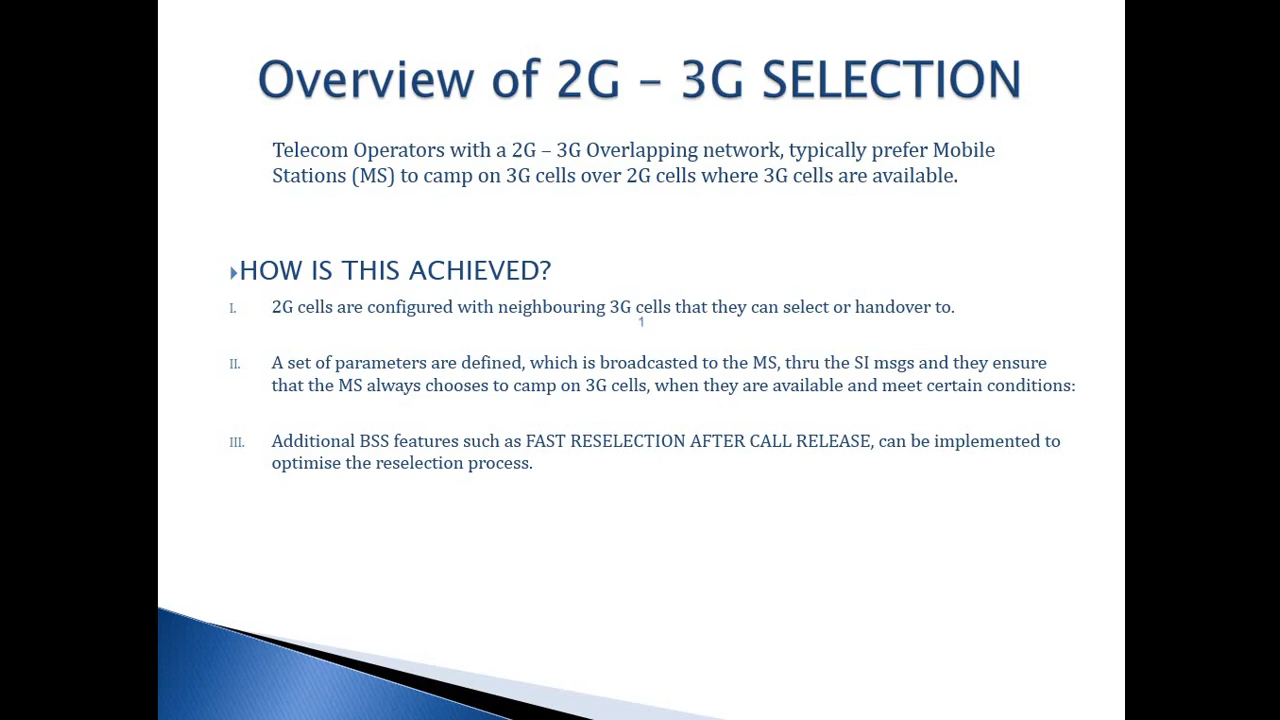 Overview of 2G – 3G SELECTION
Telecom Operators with a 2G – 3G Overlapping network, typically prefer Mobile
Stations (MS) to camp on 3G cells over 2G cells where 3G cells are available.
HOW IS THIS ACHIEVED?
I. 2G cells are configured with neighbouring 3G cells that they can select or handover to.
1
II. A set of parameters are defined, which is broadcasted to the MS, thru the SI msgs and they ensure
that the MS always chooses to camp on 3G cells, when they are available and meet certain conditions:
III. Additional BSS features such as FAST RESELECTION AFTER CALL RELEASE, can be implemented to
optimise the reselection process.